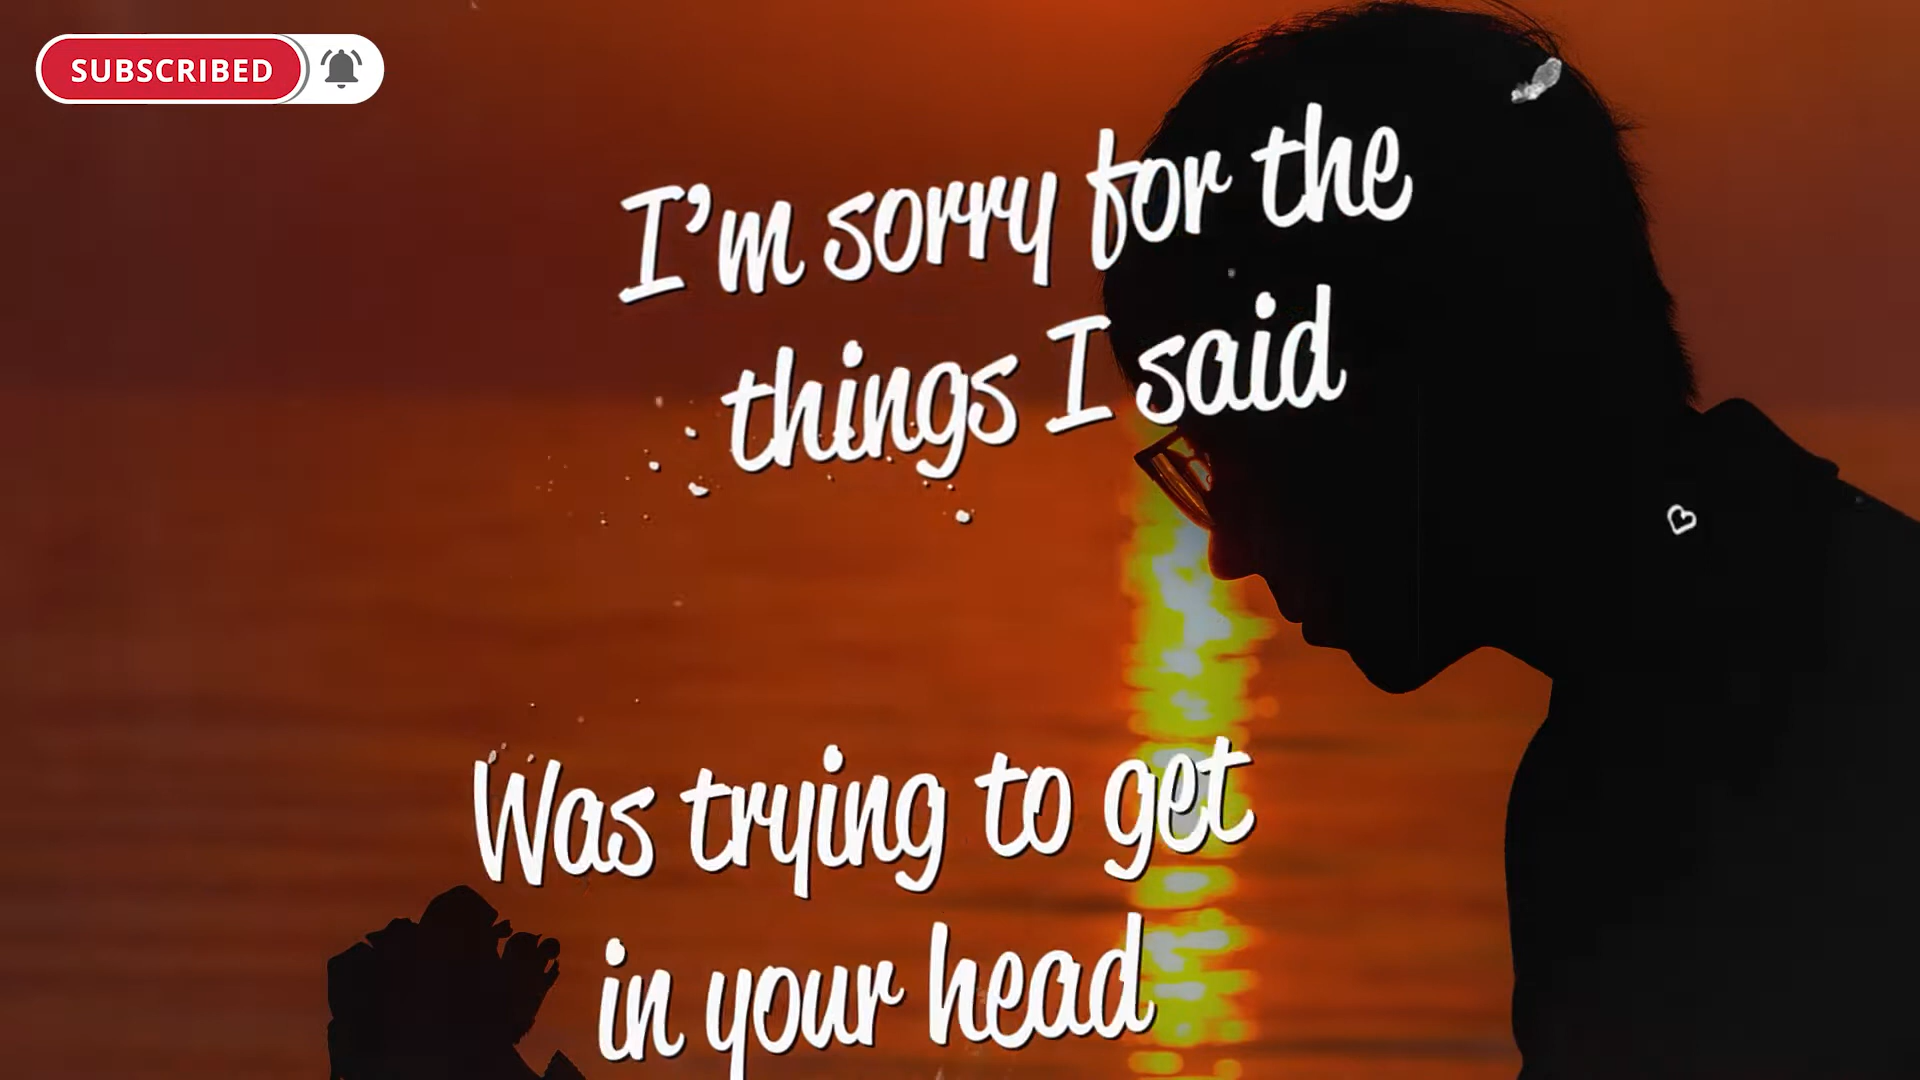 SUBSCRIBED
I'm sorry for the
things I said
Was trying to get
in your head